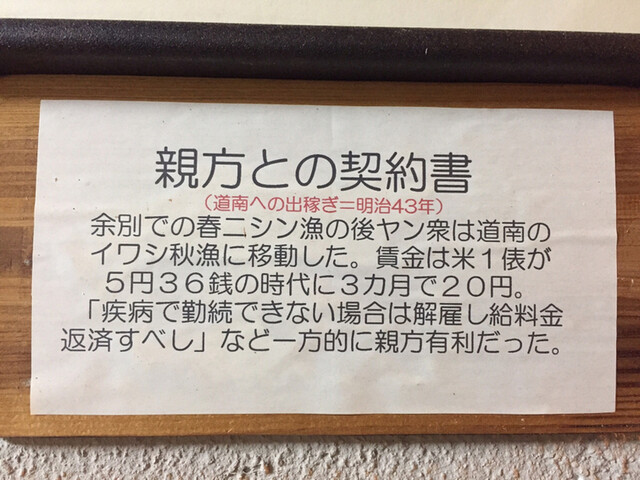 親方との契約書
(道南への出稼ぎ＝明治43年)
余別での春ニシン漁の後ヤン衆は道南の
イワシ秋漁に移動した。賃金は米１俵が
５円３６銭の時代に３カ月で２０円。
「疾病で勤続できない場合は解雇し給料金
返済すべし」など一方的に親方有利だった。